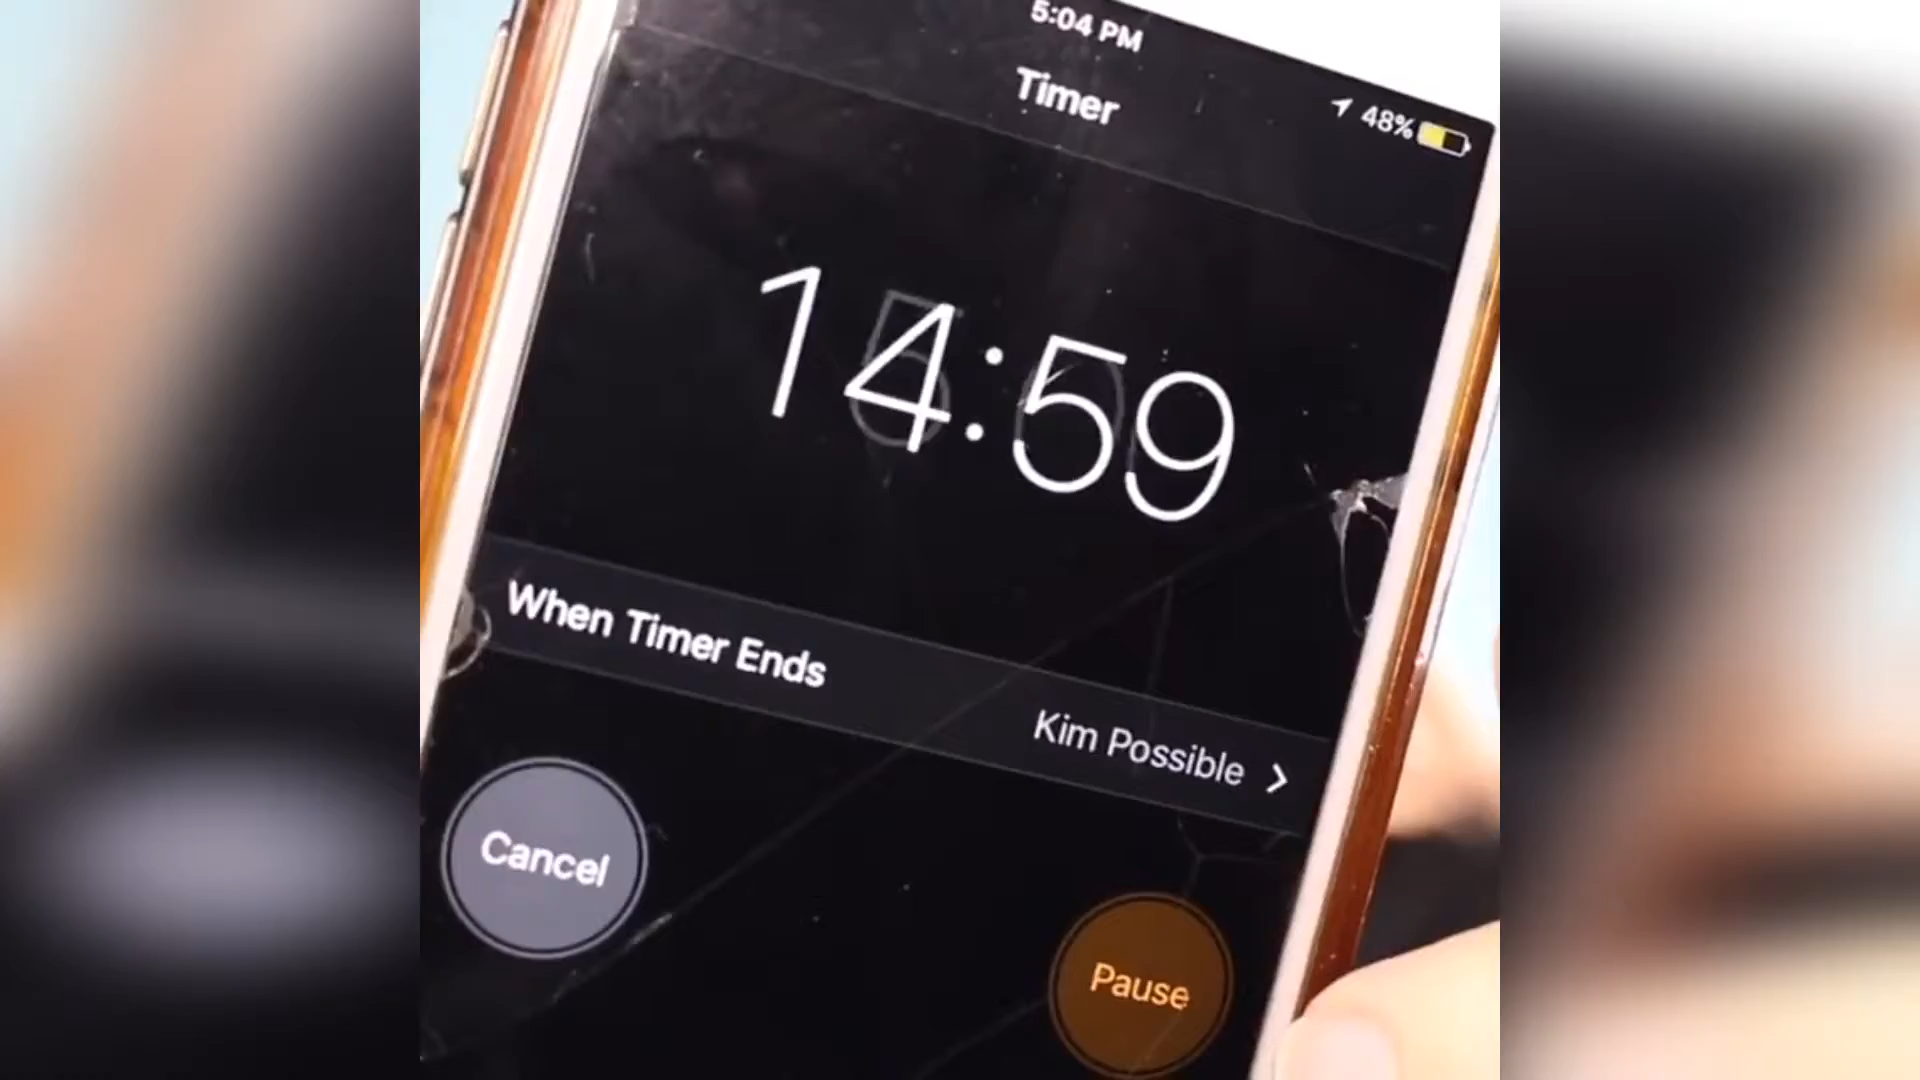 5:04 PM
48%
Timer
14:59
When Timer Ends
Kim Possible
Cancel
Pause